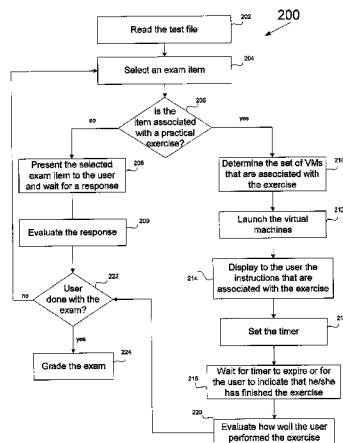 200
202
Read the test file
204
Select an exam item
206
Is the
item associated
with a practical
exercise?
no
yes
208
Present the selected
exam item to the user
and wait for a response
209
Evaluate the response
210
Determine the set of VMs
that are associated with
the exercise
212
Launch the virtual
machines
214
Display to the user the
instructions that are
associated with the exercise
Set the timer
218
Wait for timer to expire or for
the user to indicate that he/she
has finished the exercise
220
Evaluate how well the user
performed the exercise
222
User
done with the
exam?
no
yes
224
Grade the exam